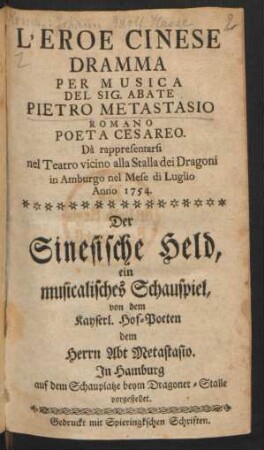 L'EROE CINESE
DRAMMA
PER MUSICA
DEL SIG. ABATE
PIETRO METASTASIO
ROMANO
POETA CESAREO.
Dà rappresentarsi
nel Teatro vicino alla Stalla dei Dragoni
in Amburgo nel Mese di Luglio
Anno 1754.
Der
Sinesische Held,
ein
musicalisches Schauspiel,
von dem
Kayserl. Hof-Poeten
dem
Herrn Abt Metastasio.
In Hamburg
auf dem Schauplatze beym Dragoner-Stalle
vorgestellet.
Gedruckt mit Spieringkschen Schriften.